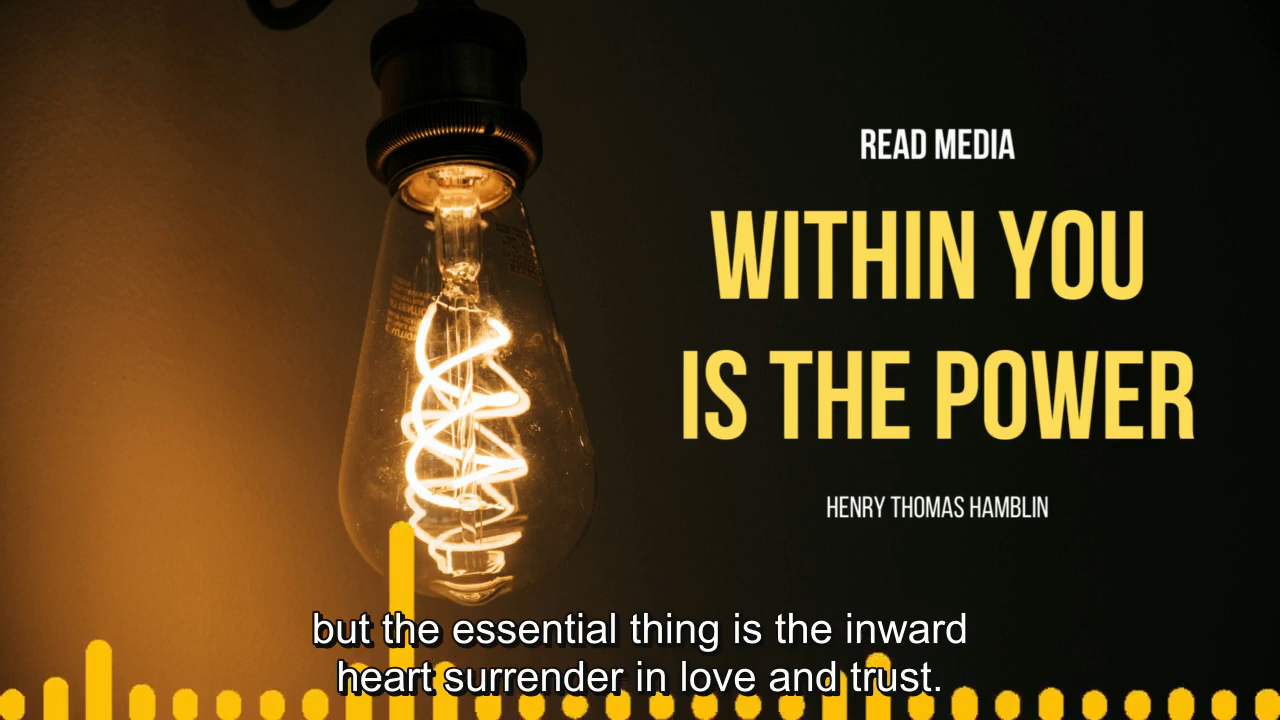 READ MEDIA
WITHIN YOU
IS THE POWER
HENRY THOMAS HAMBLIN
but the essential thing is the inward
heart surrender in love and trust.